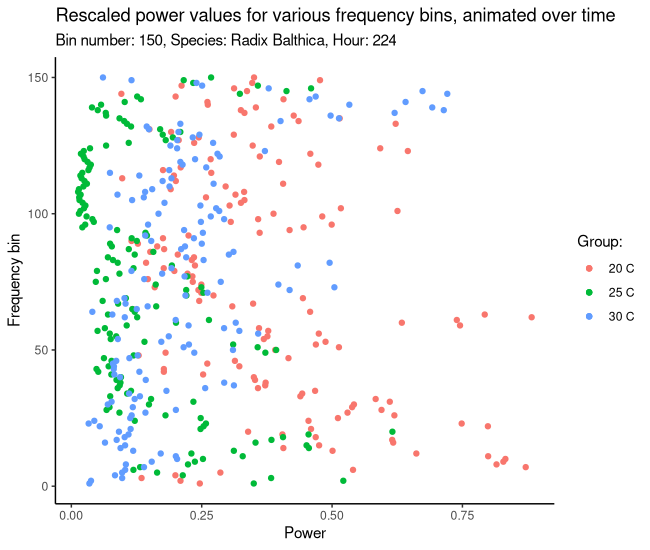 Rescaled power values for various frequency bins, animated over time
Bin number: 150, Species: Radix Balthica, Hour: 224
150
100
50
0
Frequency bin
0.00 0.25 0.50 0.75
Power
Group:
20 C
25 C
30 C